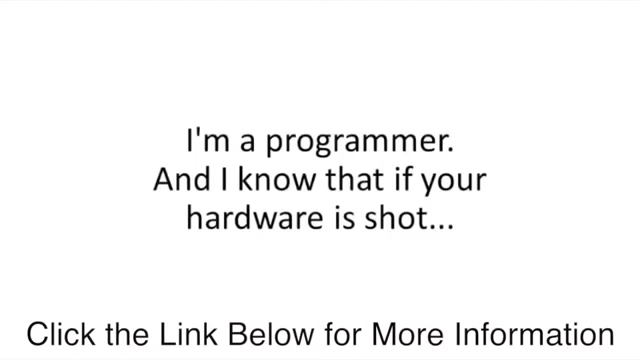 I'm a programmer.
And I know that if your
hardware is shot...
Click the Link Below for More Information